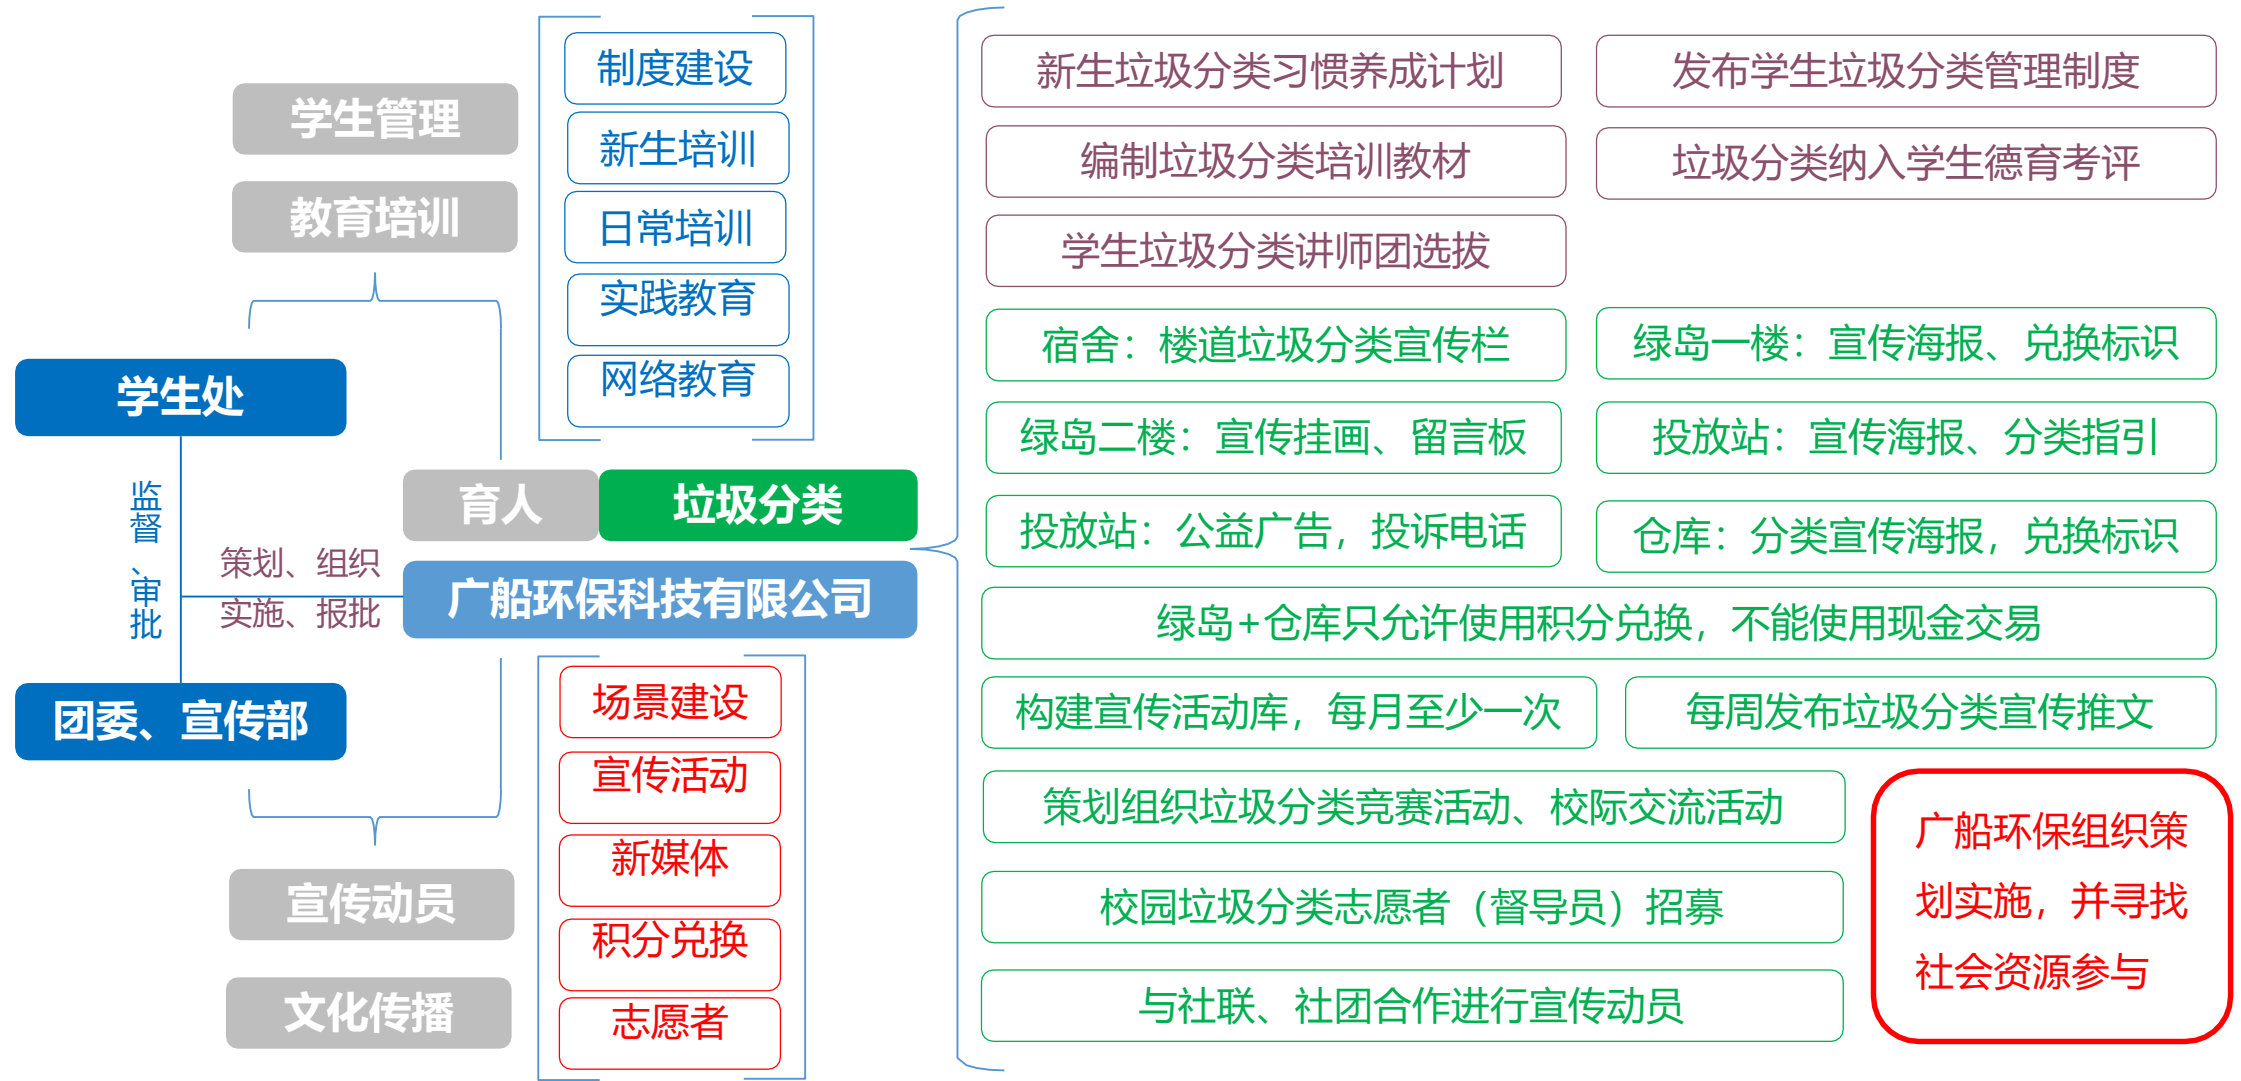 学生管理
教育培训
学生处
监督、审批
策划、组织
实施、报批
团委、宣传部
宣传动员
文化传播
育人
垃圾分类
广船环保科技有限公司
制度建设
新生培训
日常培训
实践教育
网络教育
场景建设
宣传活动
新媒体
积分兑换
志愿者
新生垃圾分类习惯养成计划
发布学生垃圾分类管理制度
编制垃圾分类培训教材
垃圾分类纳入学生德育考评
学生垃圾分类讲师团选拔
宿舍：楼道垃圾分类宣传栏
绿岛一楼：宣传海报、兑换标识
绿岛二楼：宣传挂画、留言板
投放站：宣传海报、分类指引
投放站：公益广告，投诉电话
仓库：分类宣传海报，兑换标识
绿岛+仓库只允许使用积分兑换，不能使用现金交易
构建宣传活动库，每月至少一次
每周发布垃圾分类宣传推文
策划组织垃圾分类竞赛活动、校际交流活动
校园垃圾分类志愿者（督导员）招募
与社联、社团合作进行宣传动员
广船环保组织策
划实施，并寻找
社会资源参与